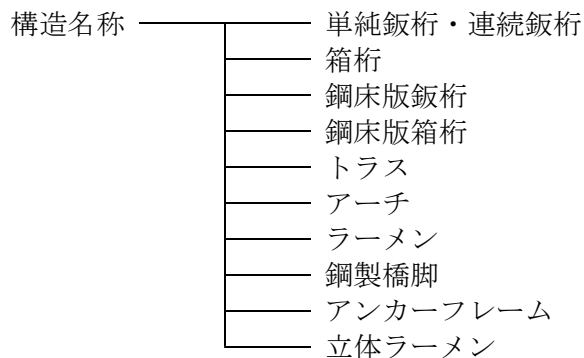 構造名称 単純鈑桁・連続鈑桁
箱桁
鋼床版鈑桁
鋼床版箱桁
トラス
アーチ
ラーメン
鋼製橋脚
アンカーフレーム
立体ラーメン